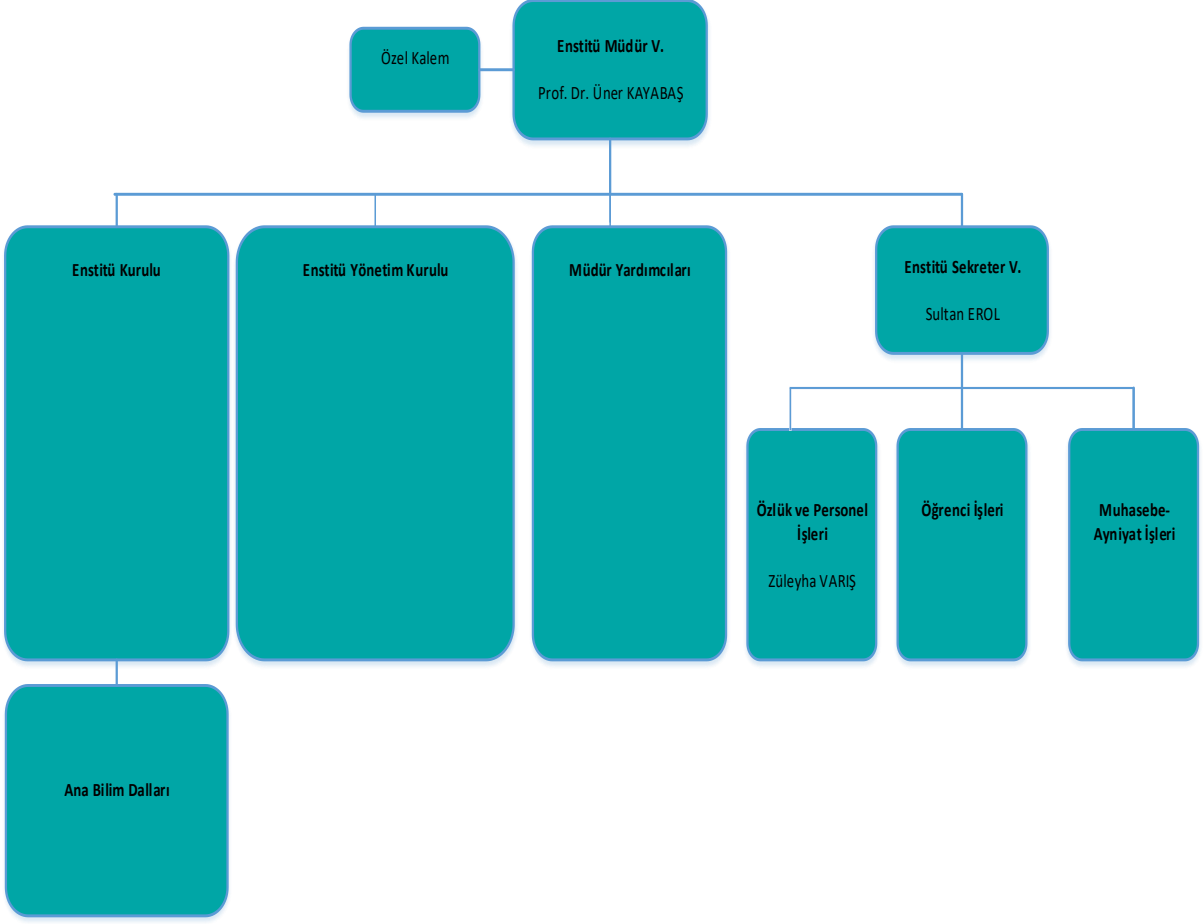 Özel Kalem
Enstitü Müdür V.
Prof. Dr. Üner KAYABAŞ
Enstitü Kurulu
Enstitü Yönetim Kurulu
Müdür Yardımcıları
Enstitü Sekreter V.
Sultan EROL
Özlük ve Personel
İşleri
Züleyha VARIŞ
Öğrenci İşleri
Muhasebe-
Ayniyat İşleri
Ana Bilim Dalları